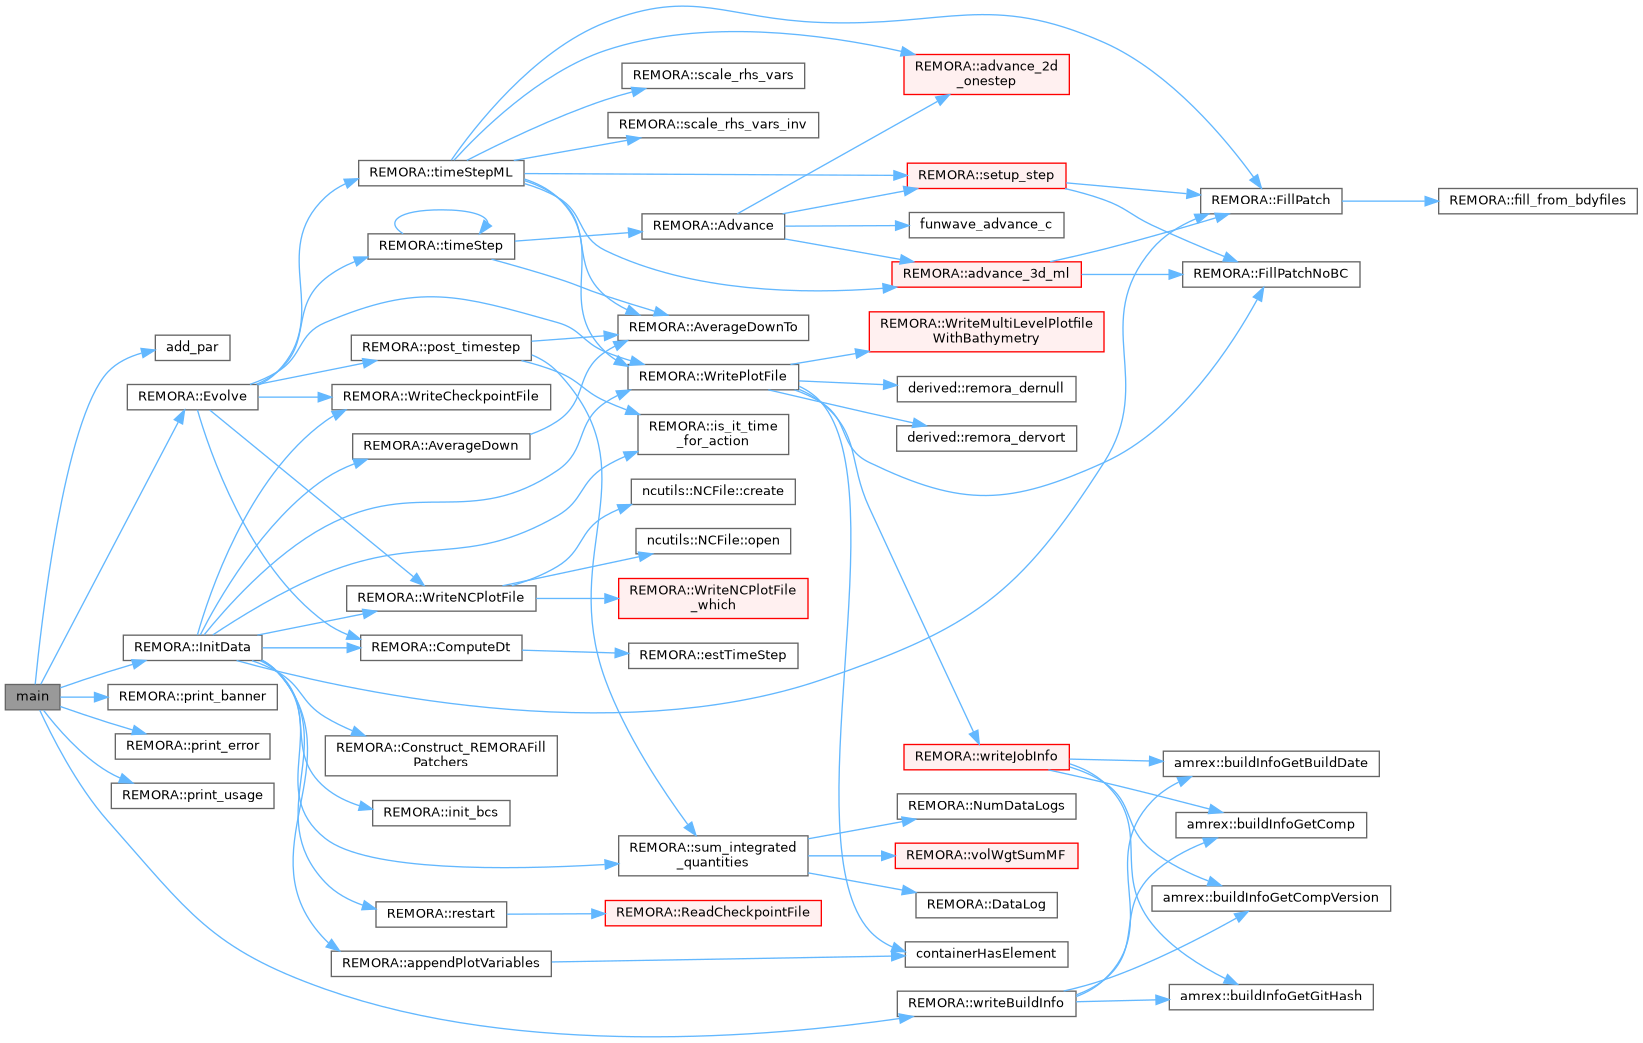 main
add_par
REMORA::Evolve
REMORA::InitData
REMORA::print_banner
REMORA::print_error
REMORA::print_usage
REMORA::timeStepML
REMORA::timeStep
REMORA::post_timestep
REMORA::WriteCheckpointFile
REMORA::AverageDown
REMORA::WriteNCPlotFile
REMORA::ComputeDt
REMORA::Construct_REMORAFill
Patchers
REMORA::init_bcs
REMORA::restart
REMORA::appendPlotVariables
REMORA::scale_rhs_vars
REMORA::scale_rhs_vars_inv
REMORA::Advance
REMORA::AverageDownTo
REMORA::WritePlotFile
REMORA::is_it_time
_for_action
ncutils::NCFile::create
ncutils::NCFile::open
REMORA::WriteNCPlotFile
_which
REMORA::estTimeStep
REMORA::sum_integrated
_quantities
REMORA::ReadCheckpointFile
REMORA::advance_2d
_onestep
REMORA::setup_step
funwave_advance_c
REMORA::advance_3d_ml
REMORA::WriteMultiLevelPlotfile
WithBathymetry
derived::remora_dernull
derived::remora_dervort
REMORA::writeJobInfo
REMORA::NumDataLogs
REMORA::volWgtSumMF
REMORA::DataLog
containerHasElement
REMORA::writeBuildInfo
REMORA::FillPatch
REMORA::FillPatchNoBC
amrex::buildInfoGetBuildDate
amrex::buildInfoGetComp
amrex::buildInfoGetCompVersion
amrex::buildInfoGetGitHash
REMORA::fill_from_bdyfiles